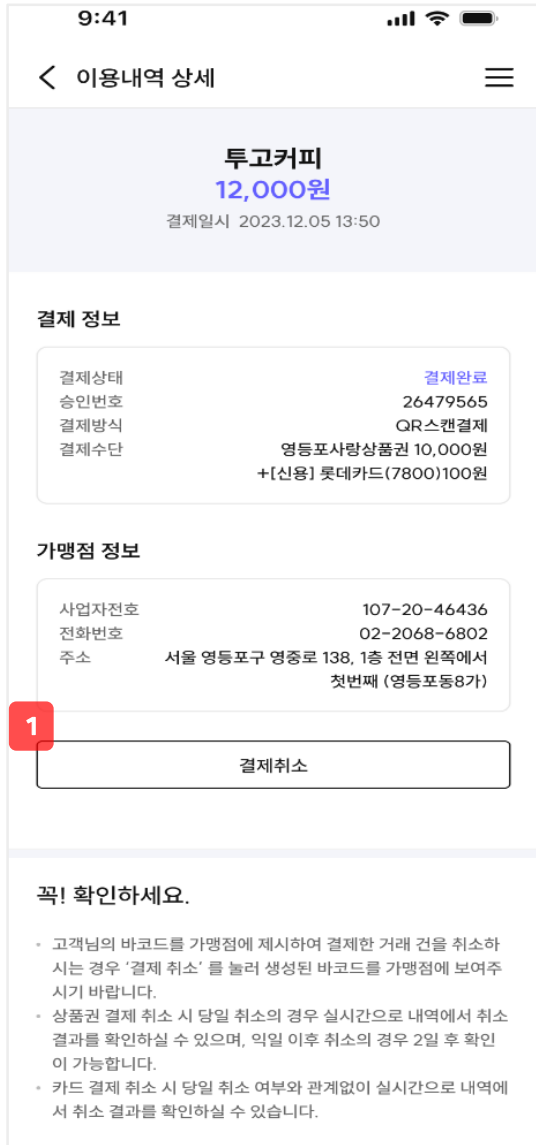 9:41
이용내역 상세
투고커피
12,000원
결제일시 2023.12.05 13:50
결제 정보
결제상태 결제완료
승인번호 26479565
결제방식 QR스캔결제
결제수단 영등포사랑상품권 10,000원
+[신용] 롯데카드(7800)100원
가맹점 정보
사업자전호 107-20-46436
전화번호 02-2068-6802
주소 서울 영등포구 영중로 138, 1층 전면 왼쪽에서
첫번째 (영등포동8가)
1
결제취소
꼭! 확인하세요.
• 고객님의 바코드를 가맹점에 제시하여 결제한 거래 건을 취소하
시는 경우 ‘결제 취소’ 를 눌러 생성된 바코드를 가맹점에 보여주
시기 바랍니다.
• 상품권 결제 취소 시 당일 취소의 경우 실시간으로 내역에서 취소
결과를 확인하실 수 있으며, 익일 이후 취소의 경우 2일 후 확인
이 가능합니다.
• 카드 결제 취소 시 당일 취소 여부와 관계없이 실시간으로 내역에
서 취소 결과를 확인하실 수 있습니다.